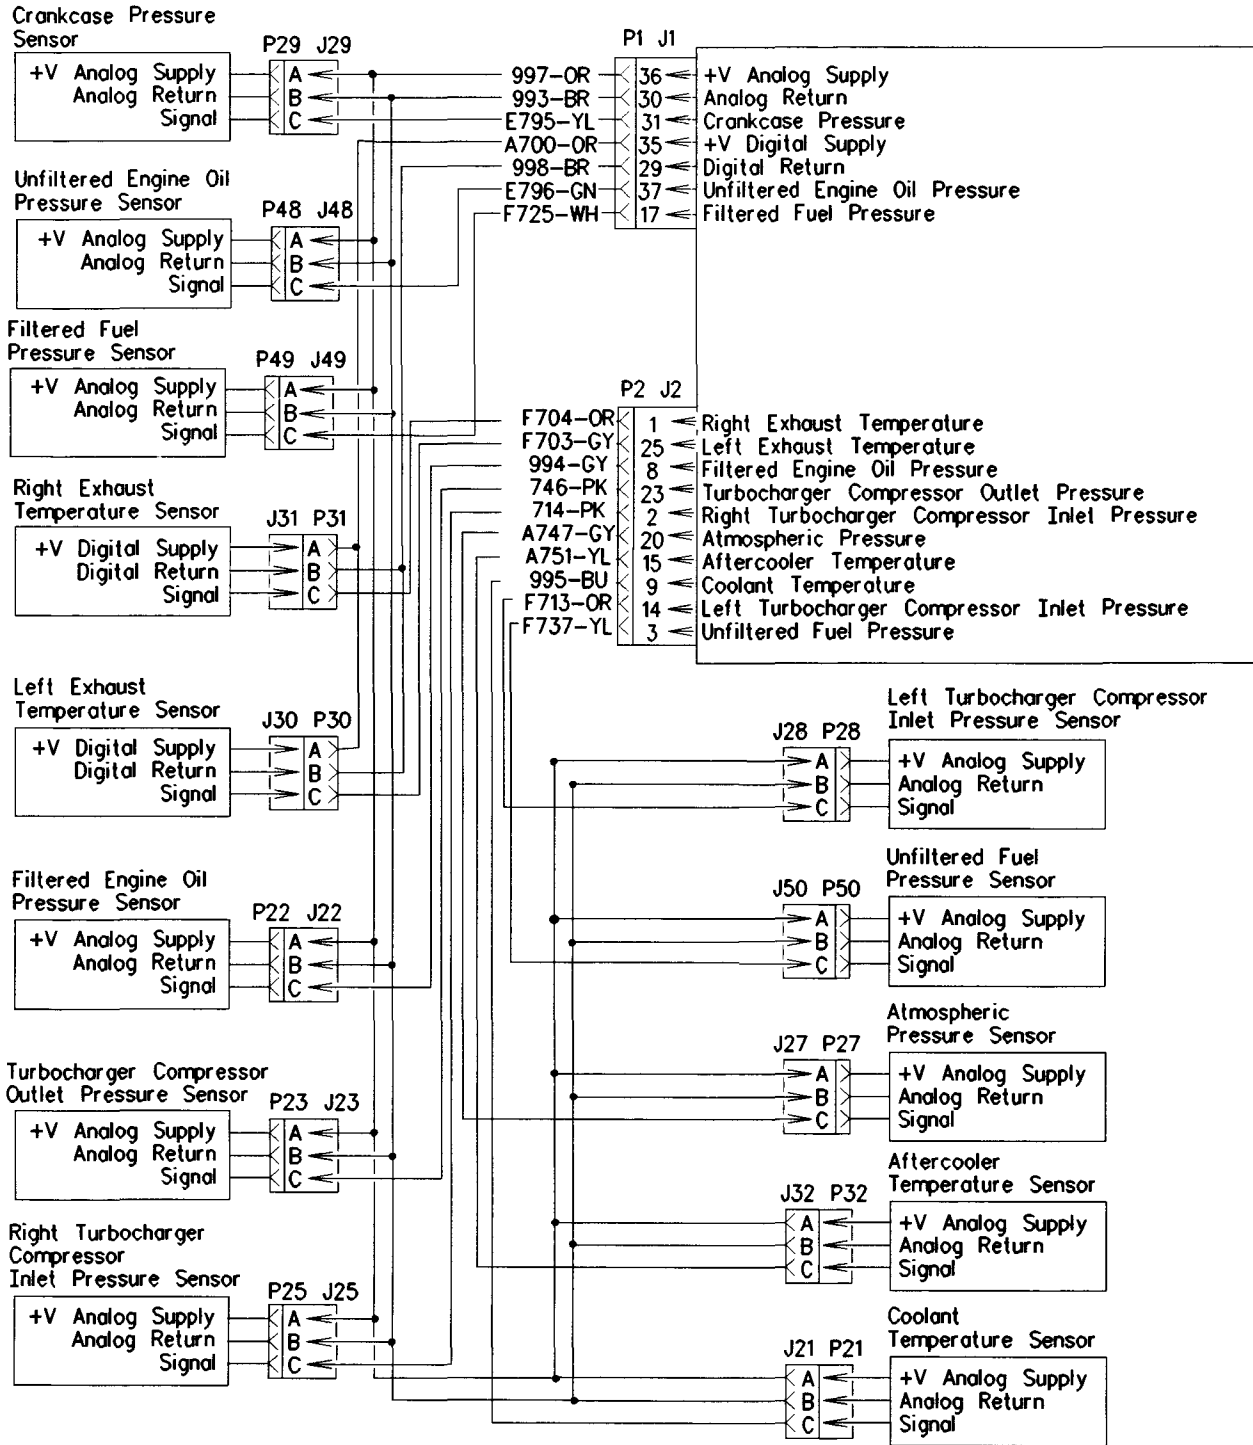 Crankcase Pressure
Sensor
P29 J29
+V Analog Supply
Analog Return
Signal
A
B
C
Unfiltered Engine Oil
Pressure Sensor
P48 J48
+V Analog Supply
Analog Return
Signal
A
B
C
Filtered Fuel
Pressure Sensor
P49 J49
+V Analog Supply
Analog Return
Signal
A
B
C
Right Exhaust
Temperature Sensor
J31 P31
+V Digital Supply
Digital Return
Signal
A
B
C
Left Exhaust
Temperature Sensor
J30 P30
+V Digital Supply
Digital Return
Signal
A
B
C
Filtered Engine Oil
Pressure Sensor
P22 J22
+V Analog Supply
Analog Return
Signal
A
B
C
Turbocharger Compressor
Outlet Pressure Sensor
P23 J23
+V Analog Supply
Analog Return
Signal
A
B
C
Right Turbocharger
Compressor
Inlet Pressure Sensor
P25 J25
+V Analog Supply
Analog Return
Signal
A
B
C
P1 J1
997-OR 36 +V Analog Supply
993-BR 30 Analog Return
E795-YL 31 Crankcase Pressure
A700-OR 35 +V Digital Supply
998-BR 29 Digital Return
E796-GN 37 Unfiltered Engine Oil Pressure
F725-WH 17 Filtered Fuel Pressure
P2 J2
F704-OR 1 Right Exhaust Temperature
F703-GY 25 Left Exhaust Temperature
994-GY 8 Filtered Engine Oil Pressure
746-PK 23 Turbocharger Compressor Outlet Pressure
714-PK 2 Right Turbocharger Compressor Inlet Pressure
A747-GY 20 Atmospheric Pressure
A751-YL 15 Aftercooler Temperature
995-BU 9 Coolant Temperature
F713-OR 14 Left Turbocharger Compressor Inlet Pressure
F737-YL 3 Unfiltered Fuel Pressure
Left Turbocharger Compressor
Inlet Pressure Sensor
J28 P28
A +V Analog Supply
B Analog Return
C Signal
Unfiltered Fuel
Pressure Sensor
J50 P50
A +V Analog Supply
B Analog Return
C Signal
Atmospheric
Pressure Sensor
J27 P27
A +V Analog Supply
B Analog Return
C Signal
Aftercooler
Temperature Sensor
J32 P32
A +V Analog Supply
B Analog Return
C Signal
Coolant
Temperature Sensor
J21 P21
A +V Analog Supply
B Analog Return
C Signal